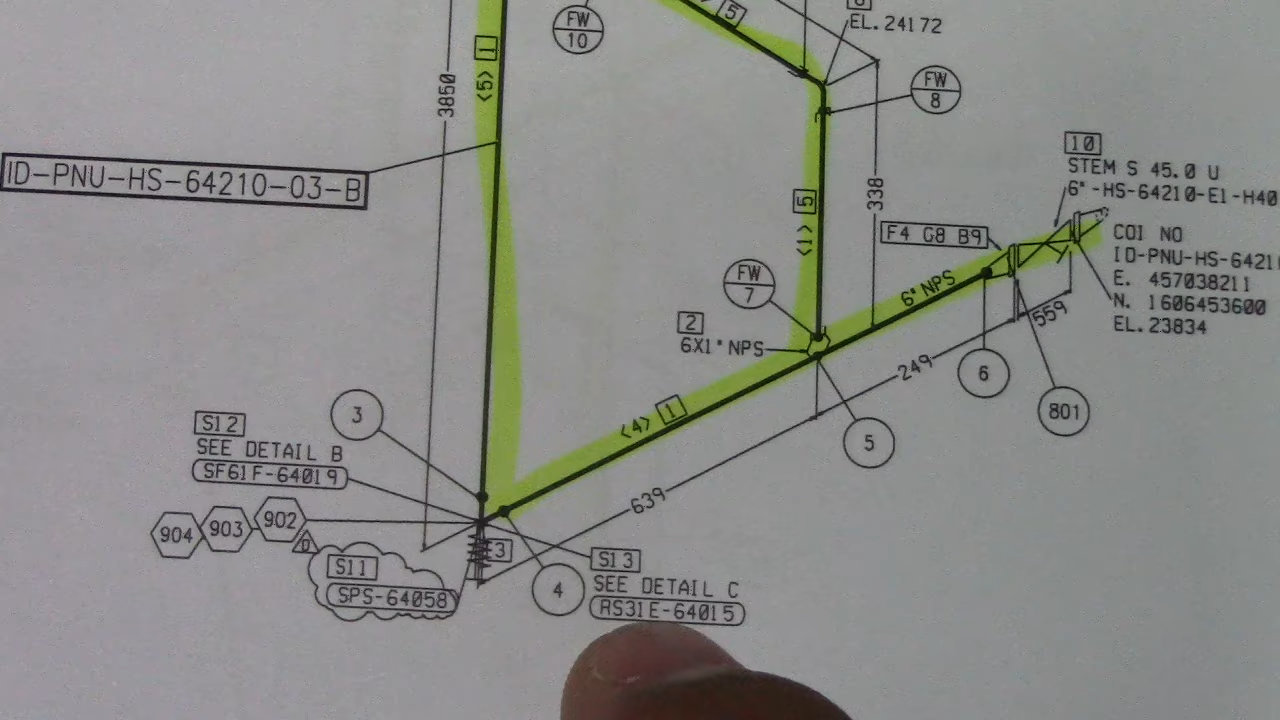 EL.24172
FW
10
5
1
<5>
3850
FW
8
ID-PNU-HS-64210-03-B
10
STEM S 45.0 U
6"-HS-64210-E1-H40
338
5
<1>
F4 G8 B9
COI NO
ID-PNU-HS-6421
E. 457038211
N. 1606453600
EL.23834
FW
7
6" NPS
559
2
6X1" NPS
249
6
801
3
<4> 1
5
S12
SEE DETAIL B
SF61F-64019
639
904
903
902
0
3
S11
SPS-64058
4
S13
SEE DETAIL C
RS31E-64015